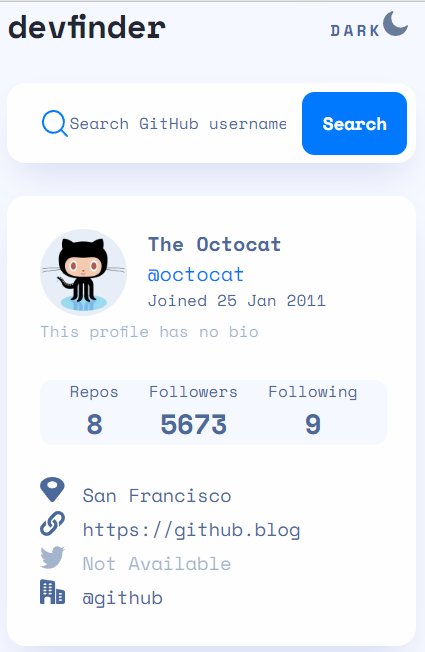 devfinder
DARK
Search GitHub username
Search
The Octocat
@octocat
Joined 25 Jan 2011
This profile has no bio
Repos Followers Following
8 5673 9
San Francisco
https://github.blog
Not Available
@github